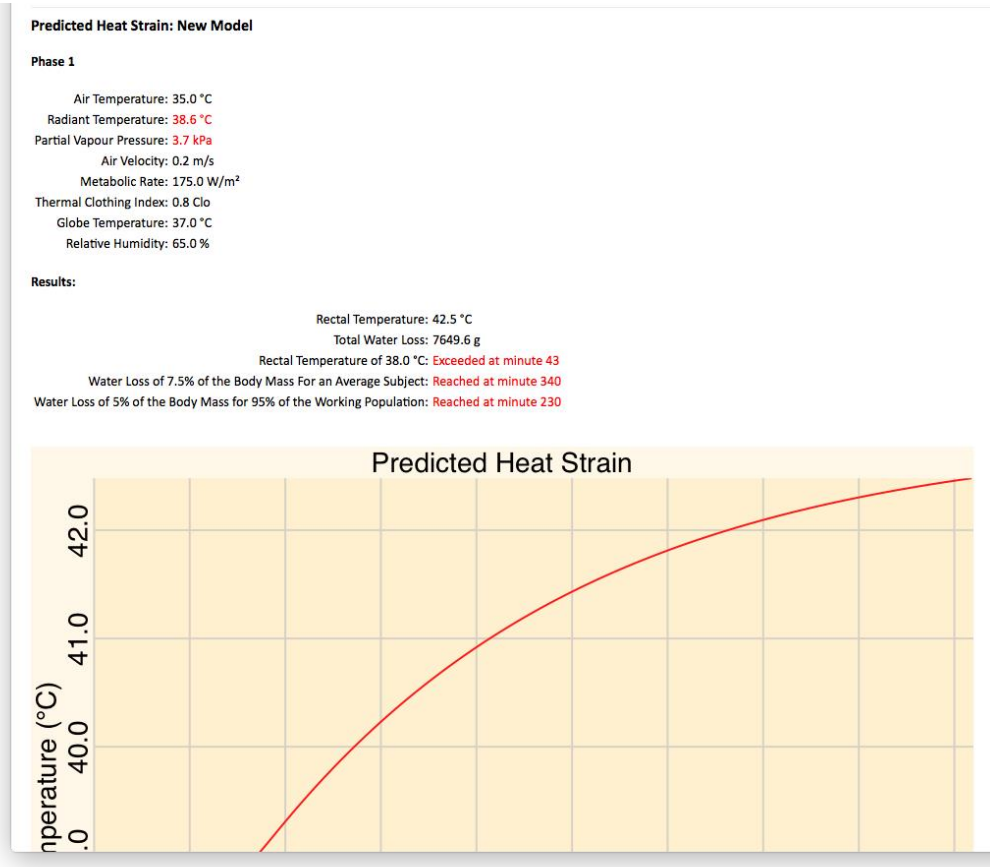 Predicted Heat Strain: New Model
Phase 1
Air Temperature: 35.0 °C
Radiant Temperature: 38.6 °C
Partial Vapour Pressure: 3.7 kPa
Air Velocity: 0.2 m/s
Metabolic Rate: 175.0 W/m²
Thermal Clothing Index: 0.8 Clo
Globe Temperature: 37.0 °C
Relative Humidity: 65.0 %
Results:
Rectal Temperature: 42.5 °C
Total Water Loss: 7649.6 g
Rectal Temperature of 38.0 °C: Exceeded at minute 43
Water Loss of 7.5% of the Body Mass For an Average Subject: Reached at minute 340
Water Loss of 5% of the Body Mass for 95% of the Working Population: Reached at minute 230
Predicted Heat Strain
42.0
41.0
40.0
.0
(°C)